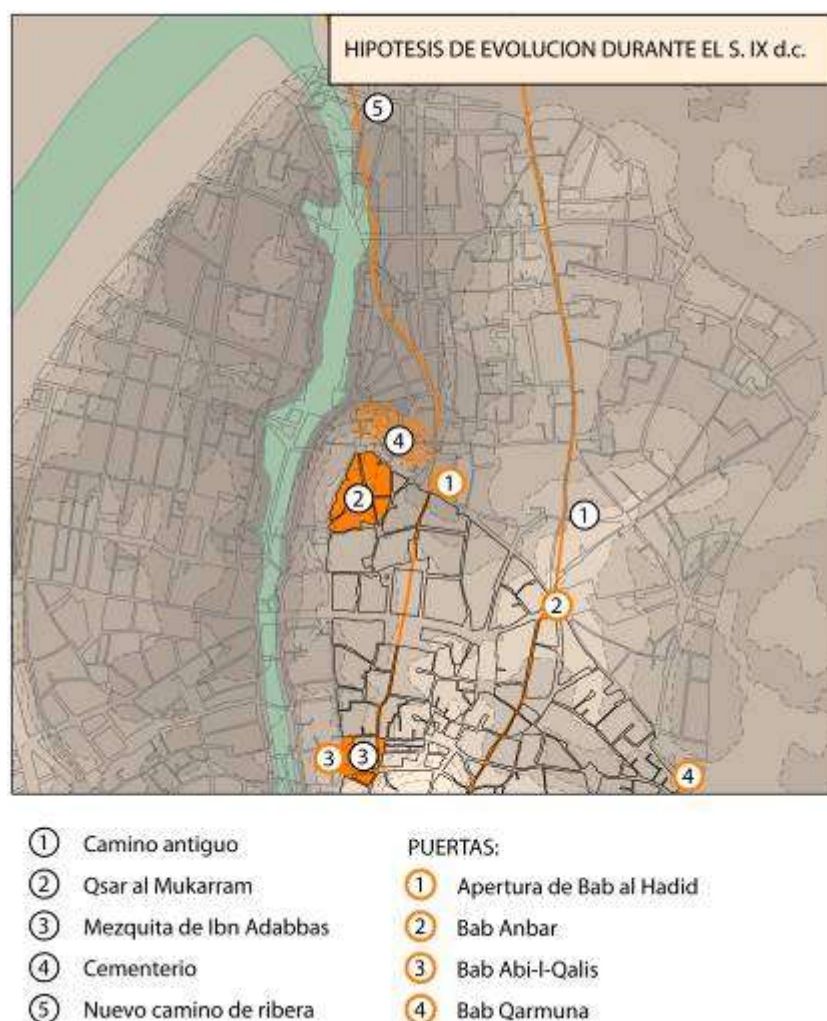 HIPOTESIS DE EVOLUCION DURANTE EL S. IX d.c.
5
4
1
2
1
2
3
3
4
1 Camino antiguo
2 Qsar al Mukarram
3 Mezquita de Ibn Adabbas
4 Cementerio
5 Nuevo camino de ribera
PUERTAS:
1 Apertura de Bab al Hadid
2 Bab Anbar
3 Bab Abi-l-Qalis
4 Bab Qarmuna